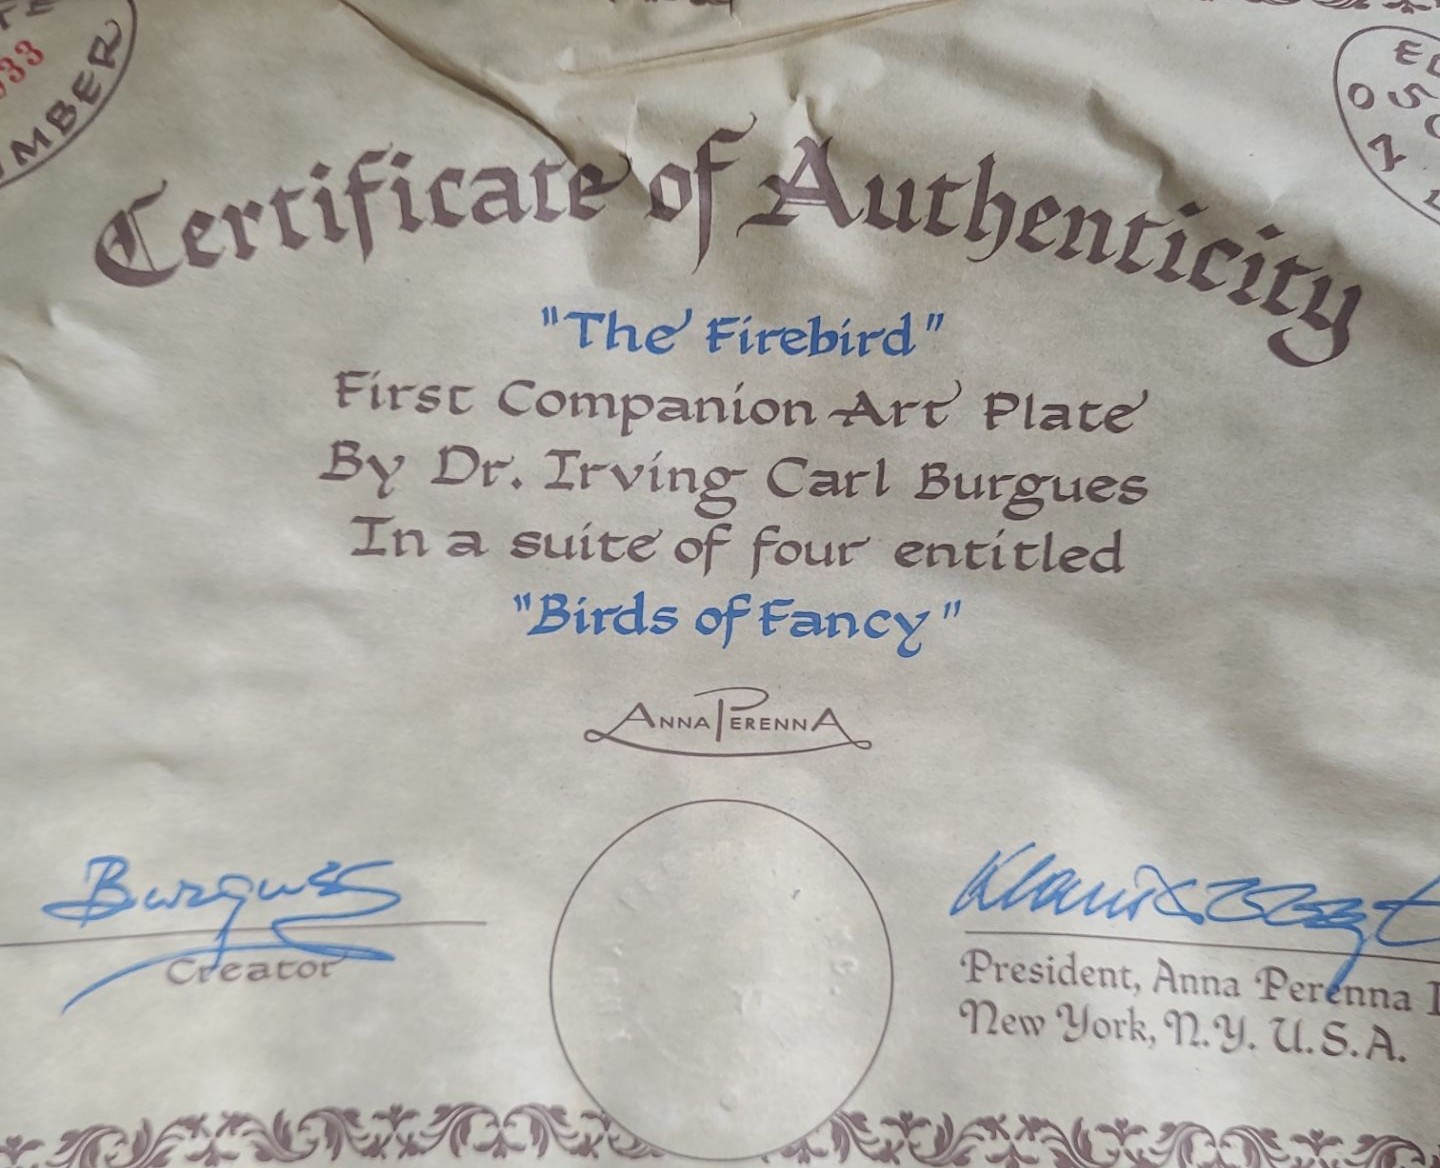 33
Certificate of Authenticity
"The Firebird"
First Companion Art Plate
By Dr. Irving Carl Burgues
In a suite of four entitled
"Birds of Fancy"
Anna Perenna
Burgues
Creator
President, Anna Perenna
New York, N.Y. U.S.A.